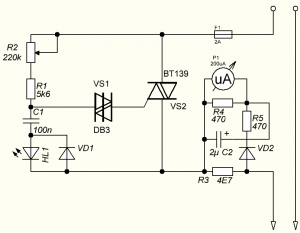 F1
2A
R2
220k
P1
200uA
BT139
VS1
uA
R1
5k6
R4
470
R5
470
C1
100n
VS2
DB3
2µ C2
+
VD2
HL1
VD1
R3
4E7